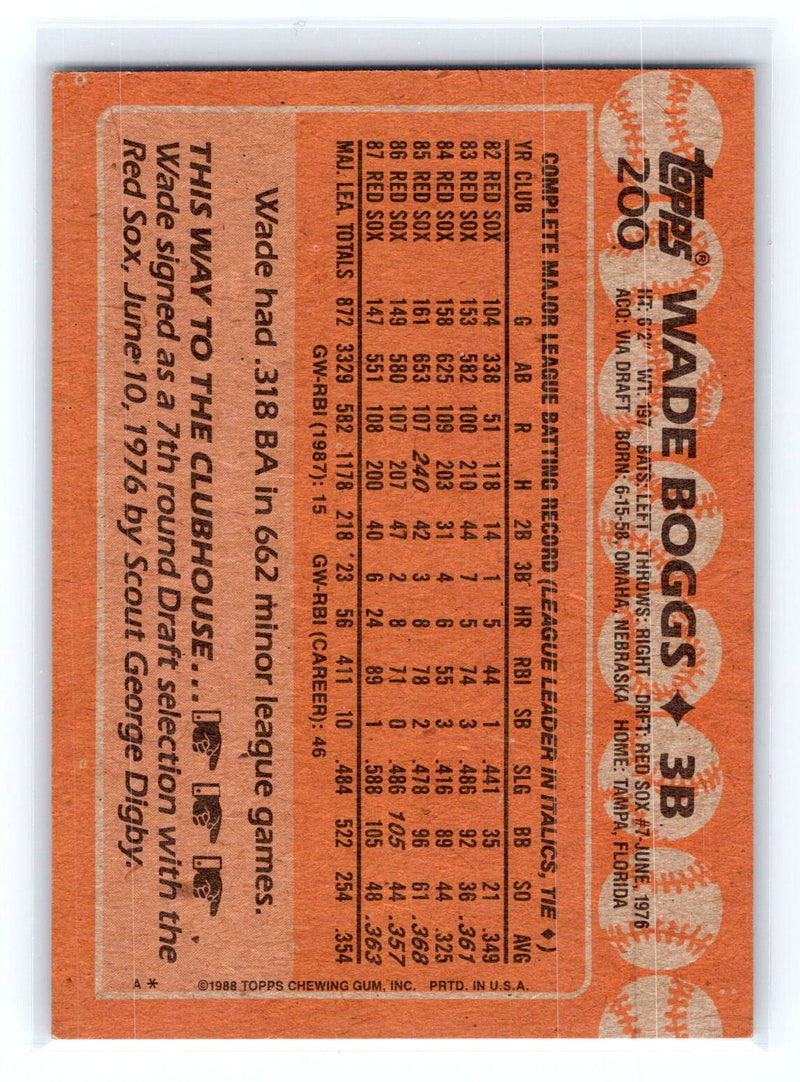 topps® WADE BOGGS ♦ 3B
200 HT: 6'2" WT: 197 BATS: LEFT THROWS: RIGHT DRFT: RED SOX #7-JUNE, 1976
ACQ: VIA DRAFT BORN: 6-15-58, OMAHA, NEBRASKA HOME: TAMPA, FLORIDA
COMPLETE MAJOR LEAGUE BATTING RECORD (LEAGUE LEADER IN ITALICS, TIE ♦)
YR CLUB G AB R H 2B 3B HR RBI SB SLG BB SO AVG
82 RED SOX 104 338 51 118 14 1 5 44 1 .441 35 21 .349
83 RED SOX 153 582 100 210 44 7 5 74 3 .486 92 36 .367
84 RED SOX 158 625 109 203 31 4 6 55 3 .416 89 44 .325
85 RED SOX 161 653 107 240 42 3 8 78 2 .478 96 61 .368
86 RED SOX 149 580 107 207 47 2 8 71 0 .486 105 44 .357
87 RED SOX 147 551 108 200 40 6 24 89 1 .588 105 48 .363
MAJ. LEA. TOTALS 872 3329 582 1178 218 23 56 411 10 .484 522 254 .354
GW-RBI (1987): 15 GW-RBI (CAREER): 46
Wade had .318 BA in 662 minor league games.
THIS WAY TO THE CLUBHOUSE...
Wade signed as a 7th round Draft selection with the
Red Sox, June 10, 1976 by Scout George Digby.
©1988 TOPPS CHEWING GUM, INC. PRTD. IN U.S.A.
A *